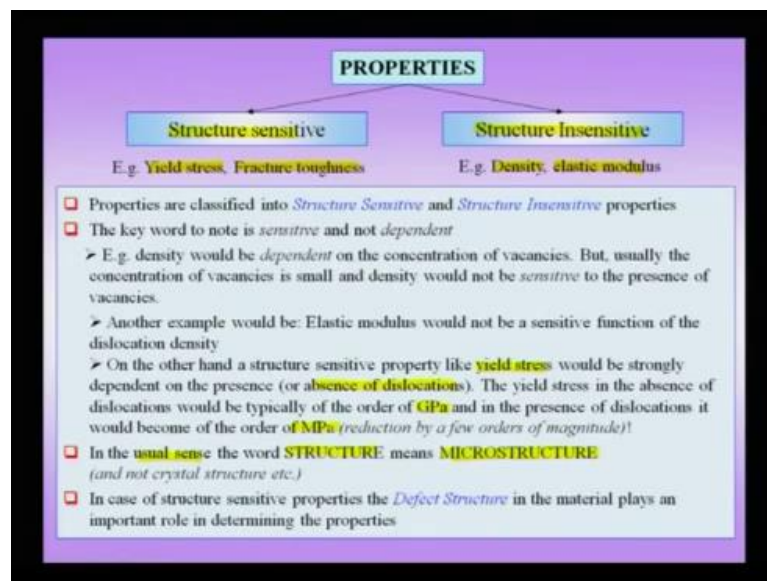 PROPERTIES
Structure sensitive
Structure Insensitive
E.g. Yield stress, Fracture toughness
E.g. Density, elastic modulus
Properties are classified into Structure Sensitive and Structure Insensitive properties
The key word to note is sensitive and not dependent
➤ E.g. density would be dependent on the concentration of vacancies. But, usually the
concentration of vacancies is small and density would not be sensitive to the presence of
vacancies.
➤ Another example would be: Elastic modulus would not be a sensitive function of the
dislocation density
➤ On the other hand a structure sensitive property like yield stress would be strongly
dependent on the presence (or absence of dislocations). The yield stress in the absence of
dislocations would be typically of the order of GPa and in the presence of dislocations it
would become of the order of MPa (reduction by a few orders of magnitude)!
In the usual sense the word STRUCTURE means MICROSTRUCTURE
(and not crystal structure etc.)
In case of structure sensitive properties the Defect Structure in the material plays an
important role in determining the properties